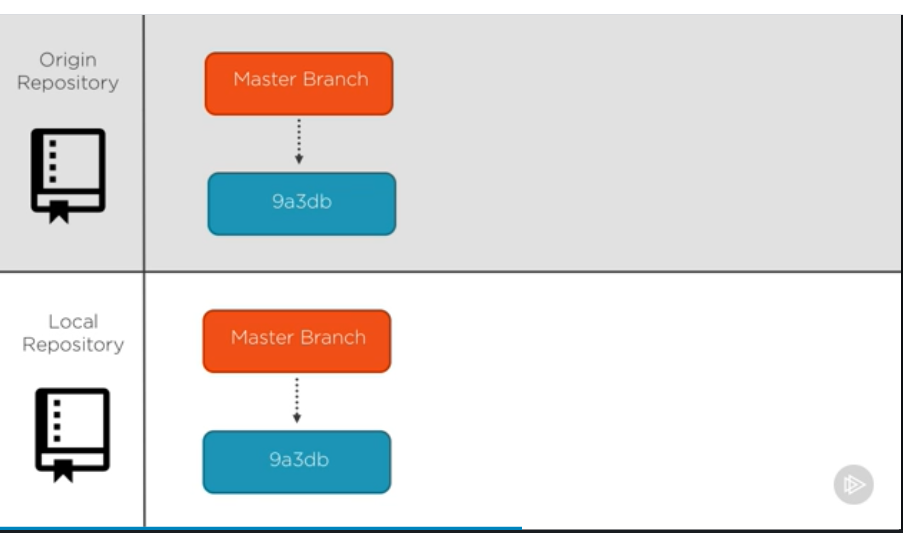 Origin
Repository
Master Branch
9a3db
Local
Repository
Master Branch
9a3db